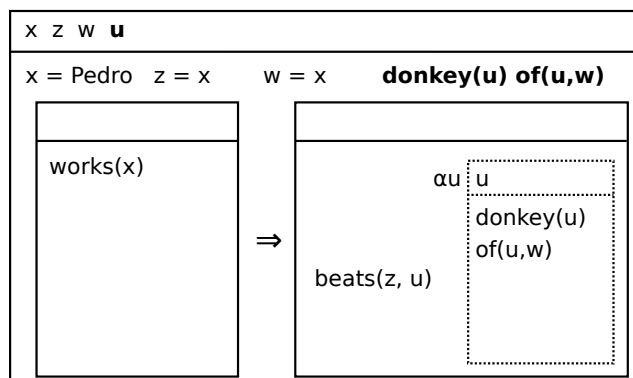 x z w u
x = Pedro z = x w = x donkey(u) of(u,w)
works(x)
⇒
αu u
donkey(u)
of(u,w)
beats(z, u)